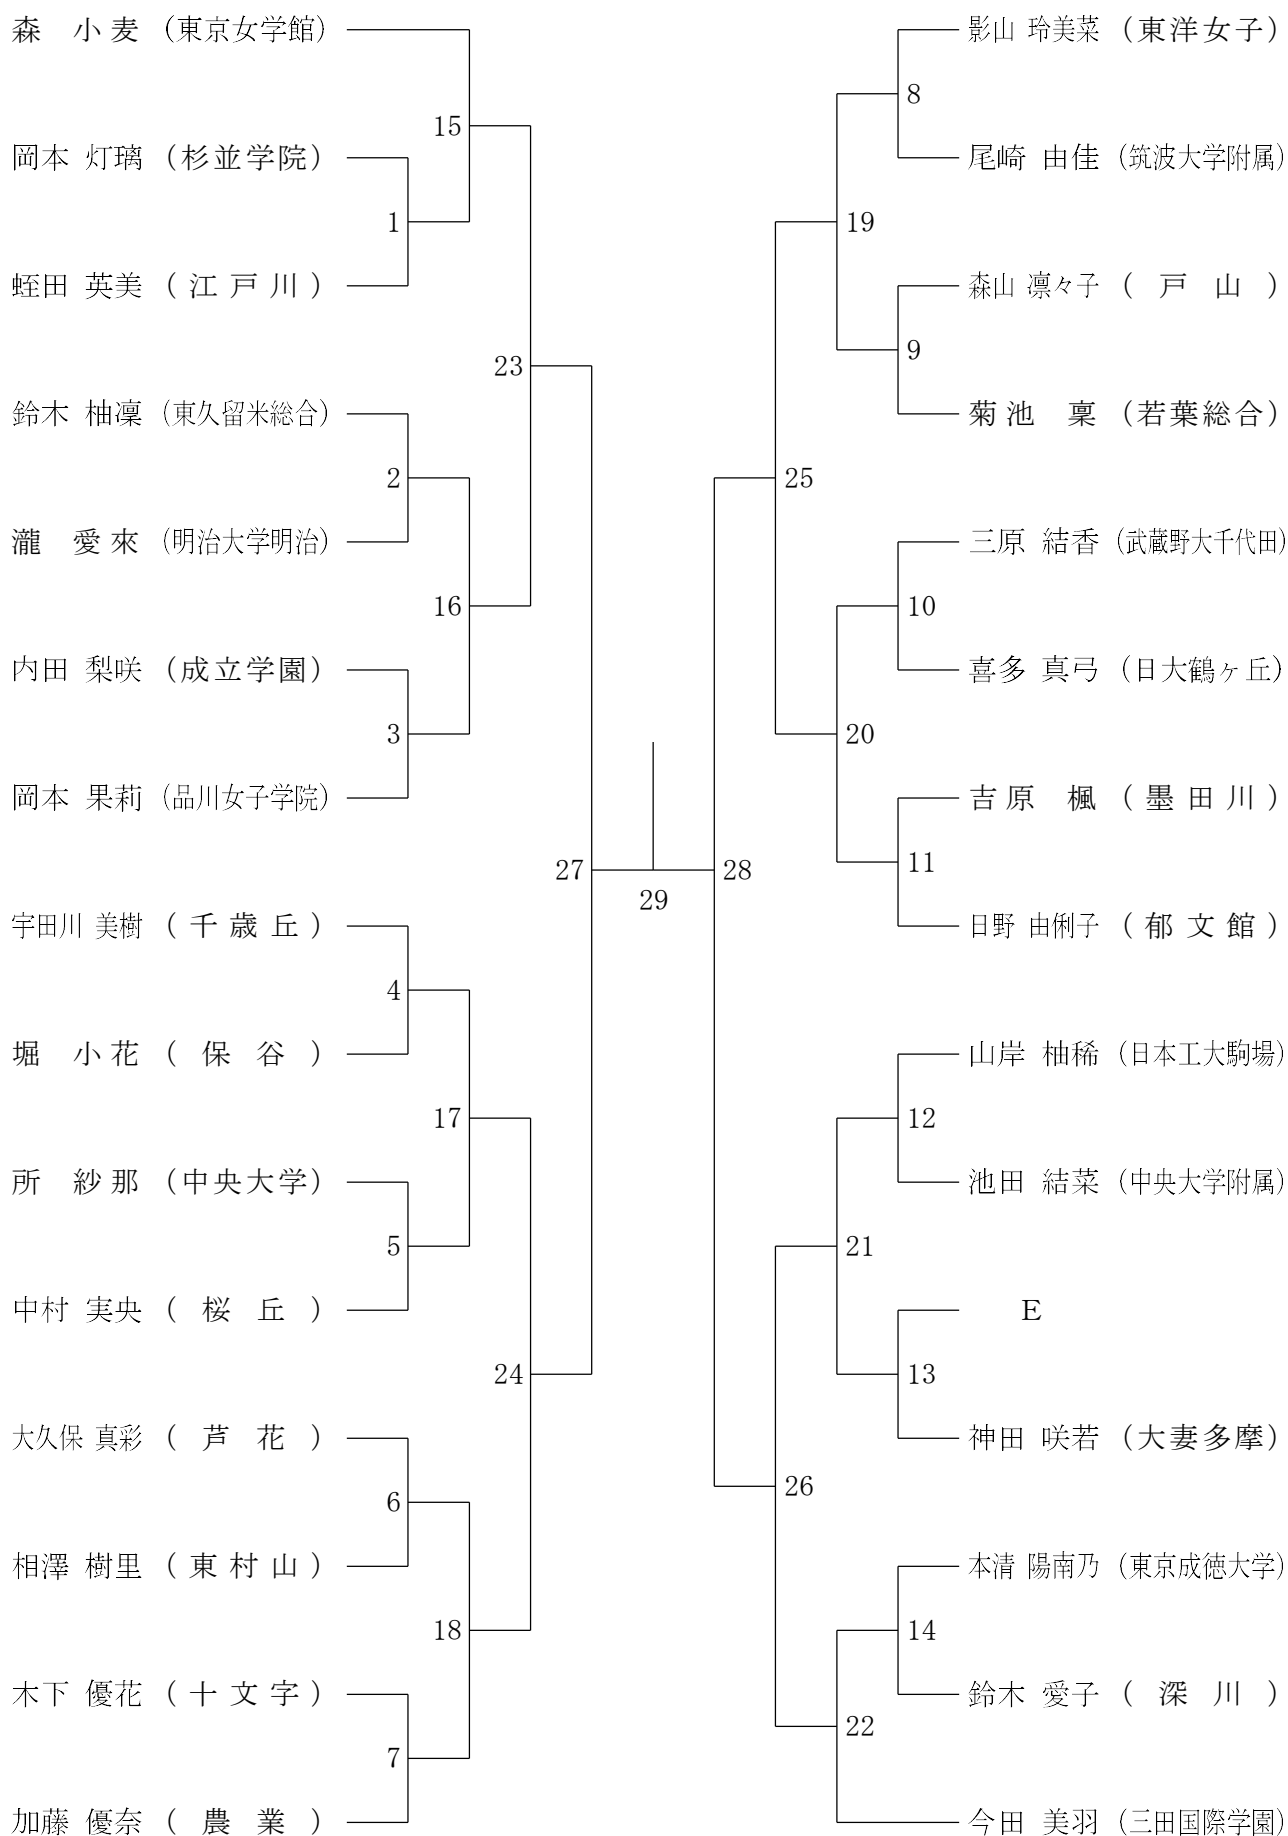 森 小麦 (東京女学館)
15
岡本 灯璃 (杉並学院)
1
蛭田 英美 (江戸川)
23
鈴木 柚凜 (東久留米総合)
2
瀧 愛來 (明治大学明治)
16
内田 梨咲 (成立学園)
3
岡本 果莉 (品川女子学院)
27
宇田川 美樹 (千歳丘)
4
堀 小花 (保谷)
17
所 紗那 (中央大学)
5
中村 実央 (桜丘)
24
大久保 真彩 (芦花)
6
相澤 樹里 (東村山)
18
木下 優花 (十文字)
7
加藤 優奈 (農業)
29
影山 玲美菜 (東洋女子)
8
尾崎 由佳 (筑波大学附属)
19
森山 凛々子 (戸山)
9
菊池 稟 (若葉総合)
25
三原 結香 (武蔵野大千代田)
10
喜多 真弓 (日大鶴ヶ丘)
20
吉原 楓 (墨田川)
11
28
日野 由俐子 (郁文館)
山岸 柚稀 (日本工大駒場)
12
池田 結菜 (中央大学附属)
21
E
13
神田 咲若 (大妻多摩)
26
本清 陽南乃 (東京成徳大学)
14
鈴木 愛子 (深川)
22
今田 美羽 (三田国際学園)